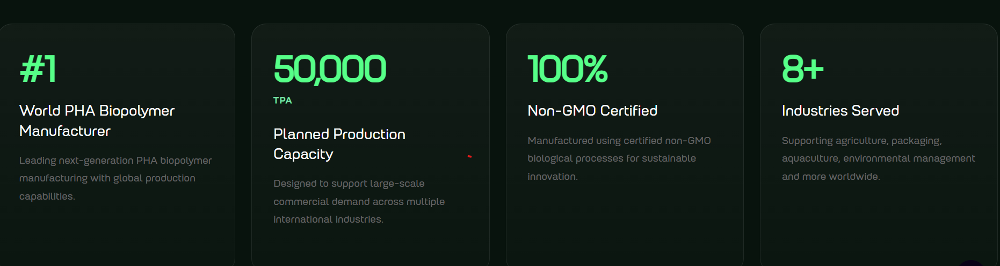 #1
World PHA Biopolymer
Manufacturer
Leading next-generation PHA biopolymer
manufacturing with global production
capabilities.
50,000
TPA
Planned Production
Capacity
Designed to support large-scale
commercial demand across multiple
international industries.
100%
Non-GMO Certified
Manufactured using certified non-GMO
biological processes for sustainable
innovation.
8+
Industries Served
Supporting agriculture, packaging,
aquaculture, environmental management
and more worldwide.